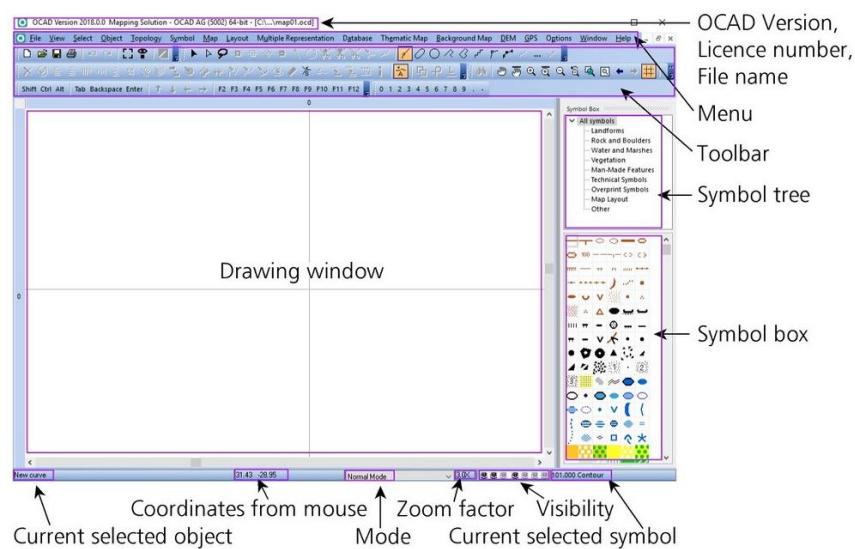 OCAD Version 2018.0.0 Mapping Solution - OCAD AG (5002) 64-bit - [C:\...\map01.ocd]
OCAD Version,
Licence number,
File name
File View Select Object Topology Symbol Map Layout Multiple Representation Database Thematic Map Background Map DEM GPS Options Window Help
Menu
Shift Ctrl Alt Tab Backspace Enter F2 F3 F4 F5 F6 F7 F8 F9 F10 F11 F12 0 1 2 3 4 5 6 7 8 9 . -
Toolbar
0
Symbol Box
All symbols
Landforms
Rock and Boulders
Water and Marshes
Vegetation
Man-Made Features
Technical Symbols
Overprint Symbols
Map Layout
Other
Symbol tree
Drawing window
0
Symbol box
New curve
31.43 -28.95
Normal Mode
3.0X
101.000 Contour
Coordinates from mouse
Zoom factor
Visibility
Current selected object
Mode
Current selected symbol